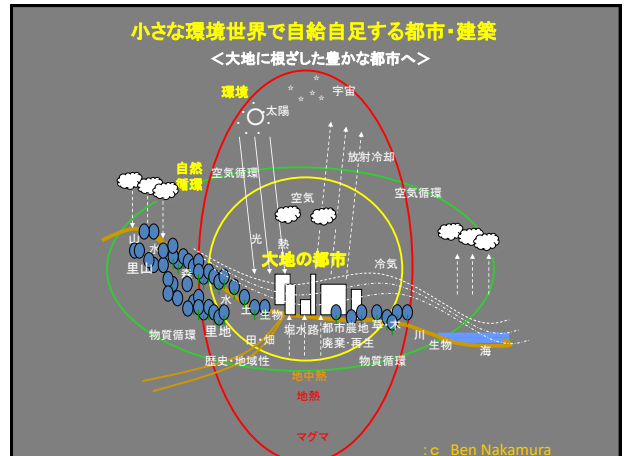 小さな環境世界で自給自足する都市・建築
＜大地に根ざした豊かな都市へ＞
環境
宇宙
太陽
放射冷却
自然
循環
空気循環
空気循環
空気
山
水
光
熱
冷気
里山
森
大地の都市
水
土
生物
里地
田・畑
堀
水路
都市農地
草
木
川
廃棄・再生
生物
海
物質循環
歴史・地域性
物質循環
地中熱
地熱
マグマ
:ｃ Ben Nakamura